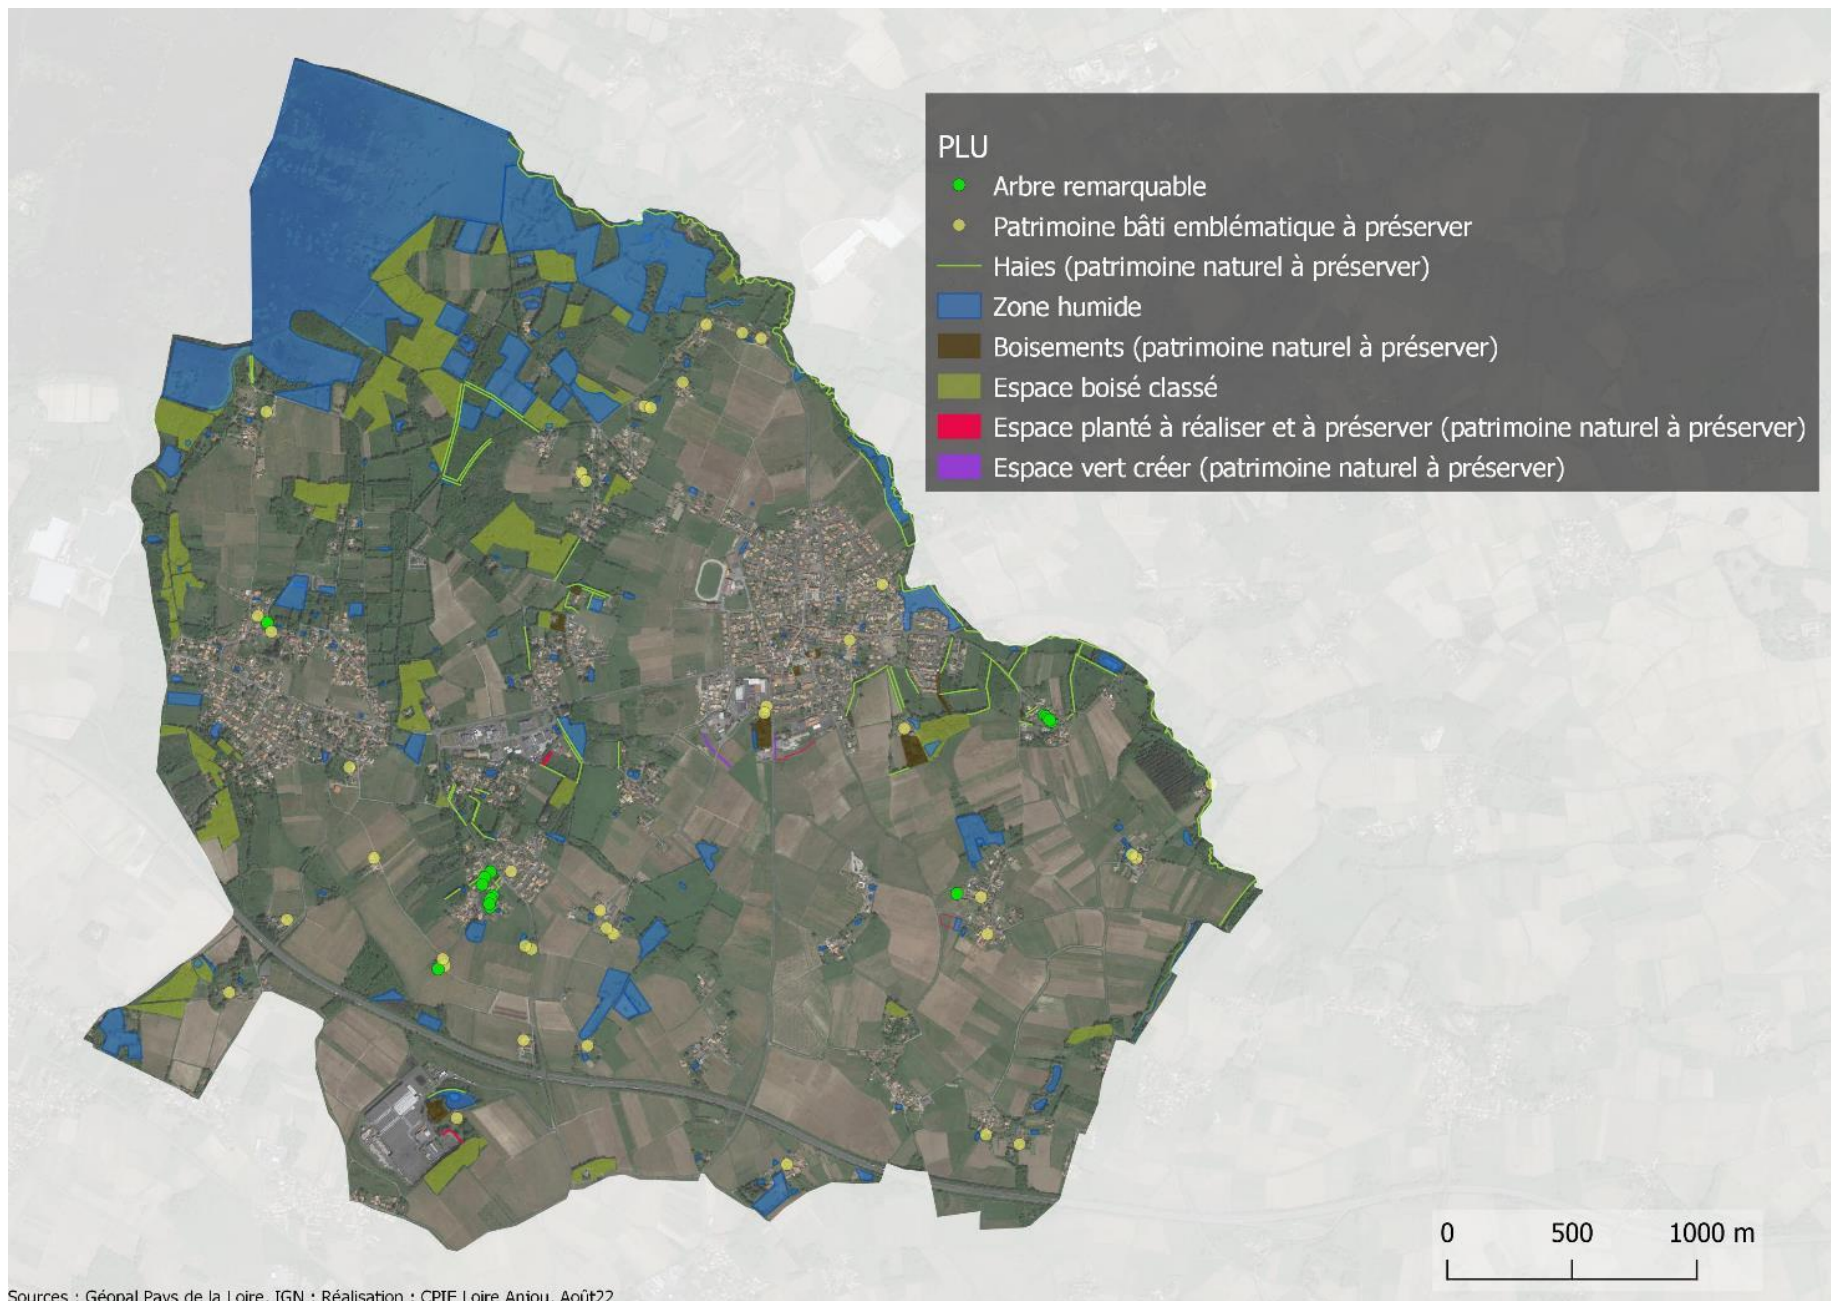 PLU
Arbre remarquable
Patrimoine bâti emblématique à préserver
Haies (patrimoine naturel à préserver)
Zone humide
Boisements (patrimoine naturel à préserver)
Espace boisé classé
Espace planté à réaliser et à préserver (patrimoine naturel à préserver)
Espace vert créer (patrimoine naturel à préserver)
0 500 1000 m
Sources : Géopal Pays de la Loire, IGN ; Réalisation : CPIE Loire Anjou, Août22